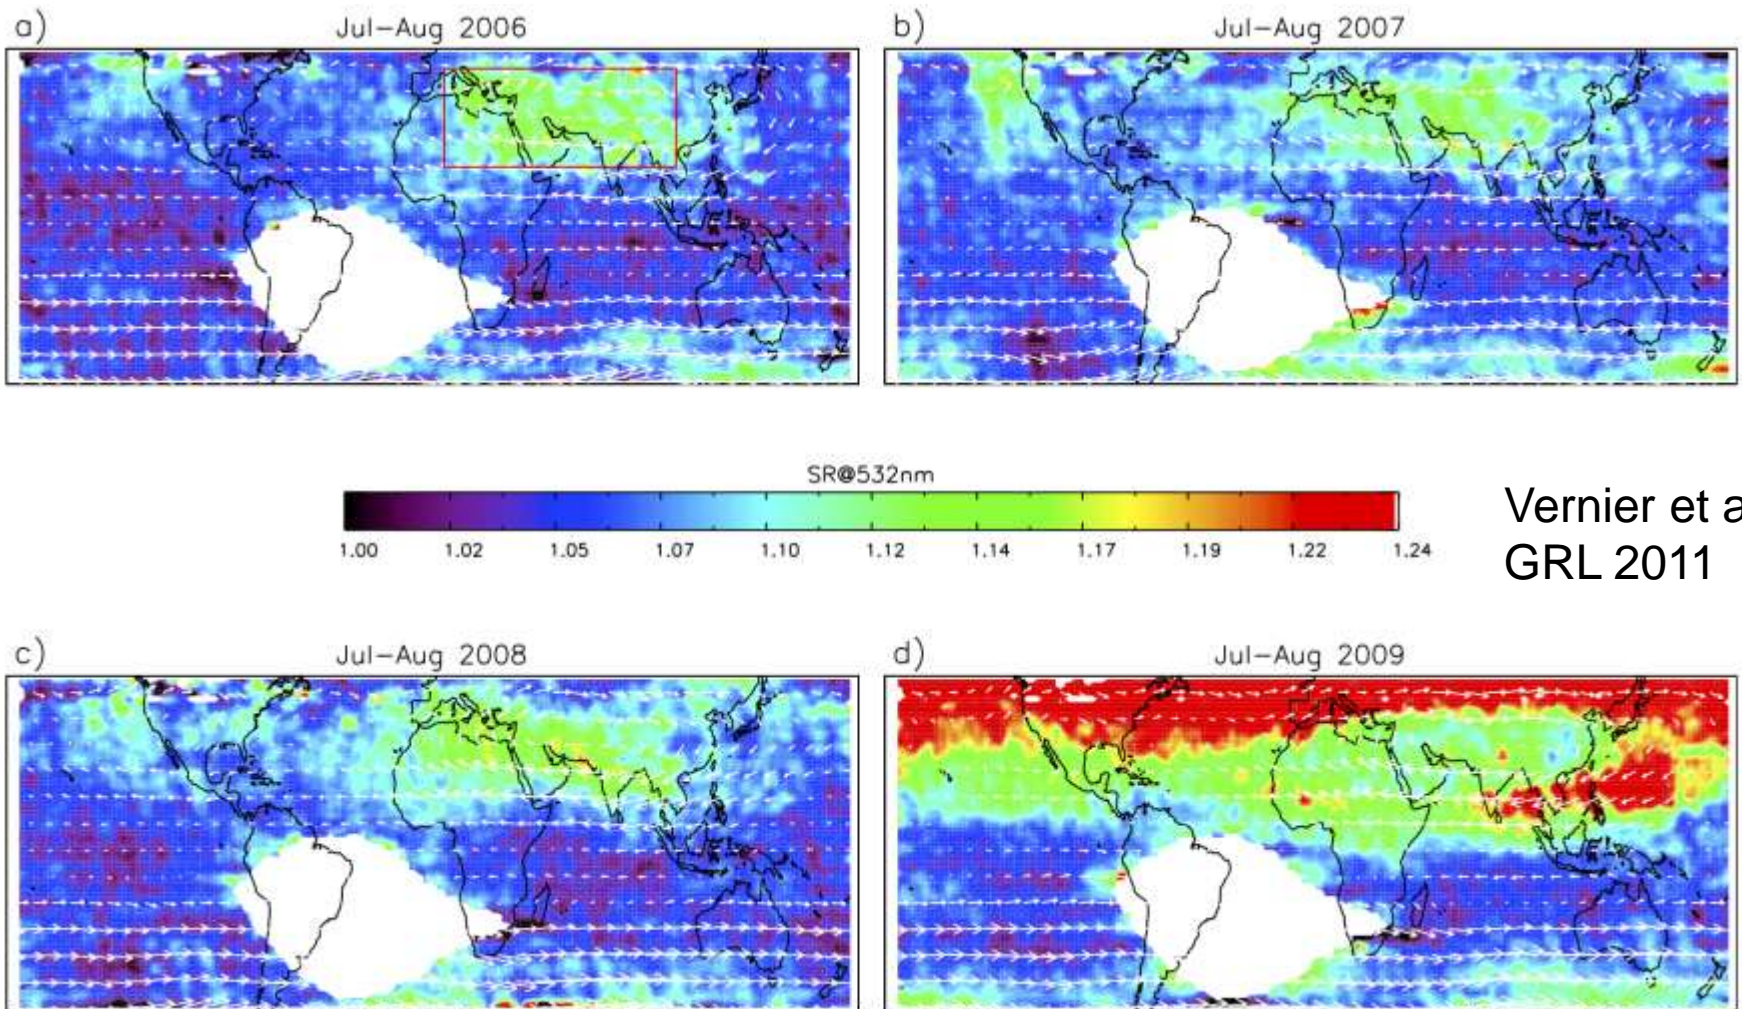 a)
Jul-Aug 2006
b)
Jul-Aug 2007
SR@532nm
1.00 1.02 1.05 1.07 1.10 1.12 1.14 1.17 1.19 1.22 1.24
Vernier et a
GRL 2011
c)
Jul-Aug 2008
d)
Jul-Aug 2009